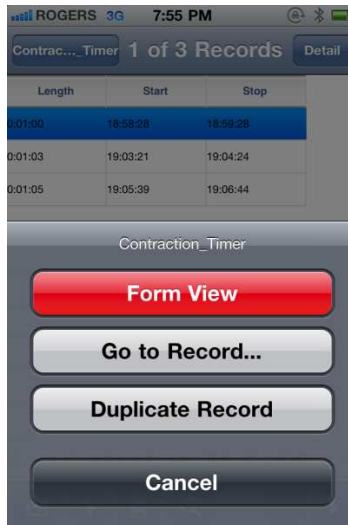 ROGERS 3G 7:55 PM
Contrac..._Timer 1 of 3 Records Detail
Length Start Stop
0:01:00 18:58:28 18:59:28
0:01:03 19:03:21 19:04:24
0:01:05 19:05:39 19:06:44
Contraction_Timer
Form View
Go to Record...
Duplicate Record
Cancel